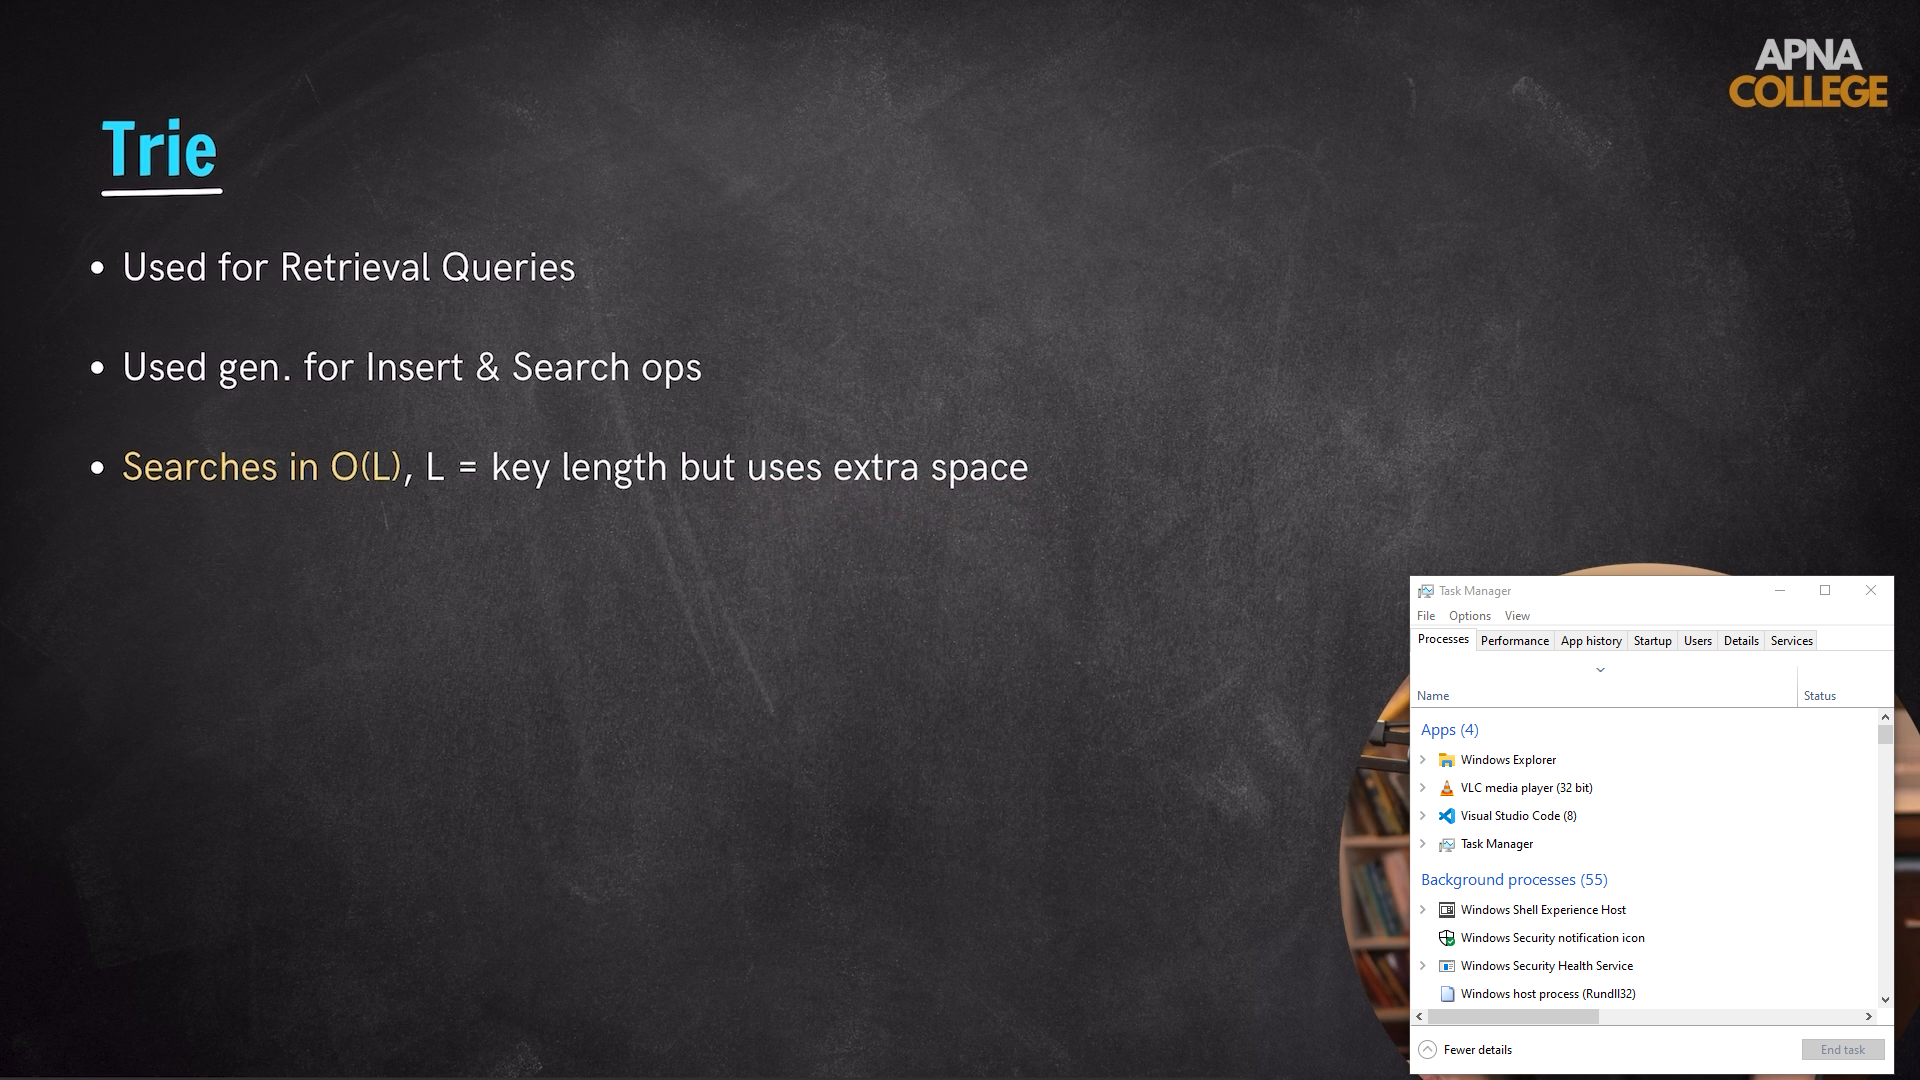 APNA
COLLEGE
Trie
• Used for Retrieval Queries
• Used gen. for Insert & Search ops
• Searches in O(L), L = key length but uses extra space
Task Manager
File Options View
Processes Performance App history Startup Users Details Services
Name Status
Apps (4)
Windows Explorer
VLC media player (32 bit)
Visual Studio Code (8)
Task Manager
Background processes (55)
Windows Shell Experience Host
Windows Security notification icon
Windows Security Health Service
Windows host process (Rundll32)
Fewer details End task